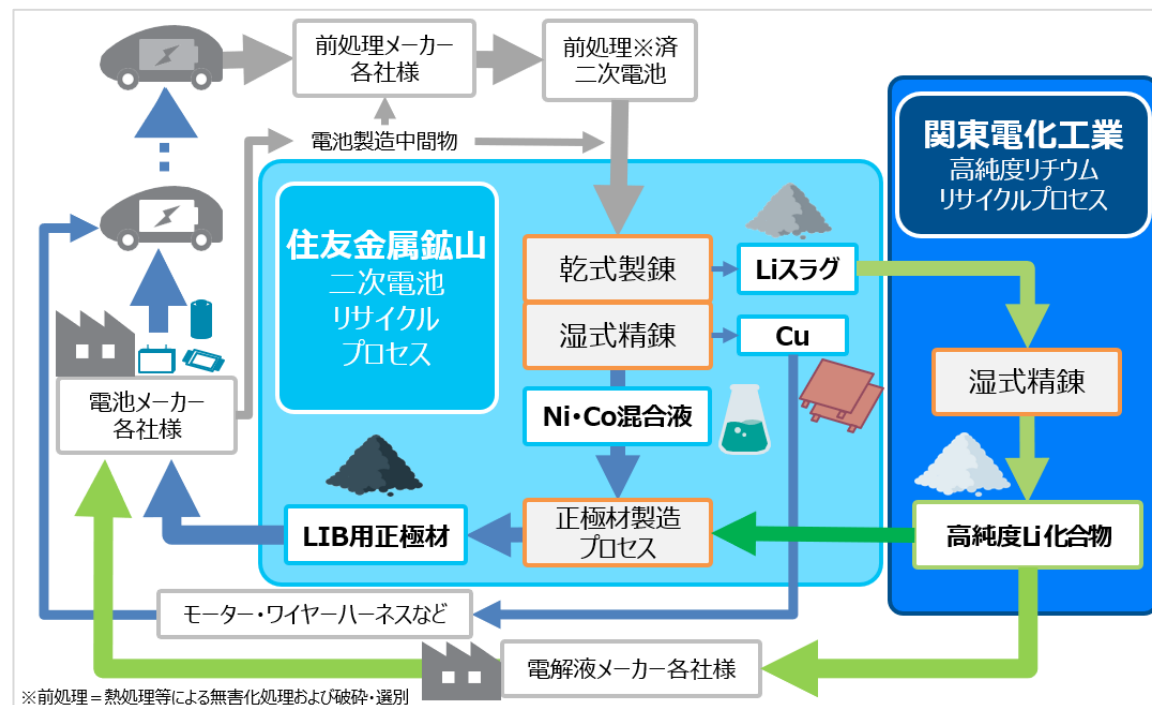 前処理メーカー
各社様
前処理※済
二次電池
電池製造中間物
関東電化工業
高純度リチウム
リサイクルプロセス
住友金属鉱山
二次電池
リサイクル
プロセス
乾式製錬
Liスラグ
湿式精錬
Cu
湿式精錬
電池メーカー
各社様
Ni・Co混合液
LIB用正極材
正極材製造
プロセス
高純度Li化合物
モーター・ワイヤーハーネスなど
電解液メーカー各社様
※前処理=熱処理等による無害化処理および破砕・選別